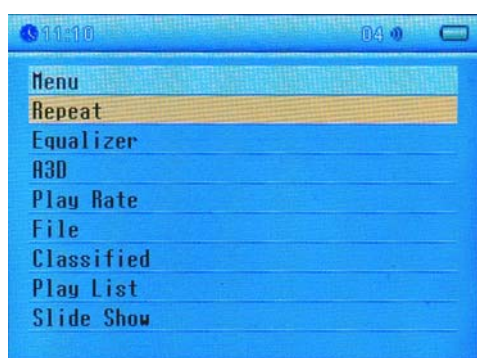 11:10 04
Menu
Repeat
Equalizer
A3D
Play Rate
File
Classified
Play List
Slide Show